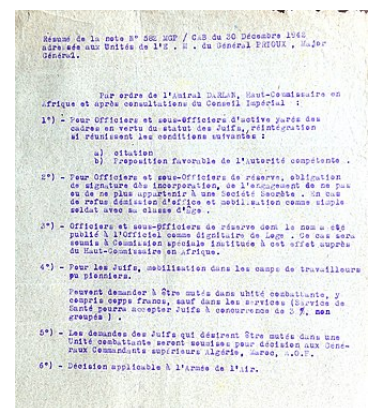 Résumé de la note N° 582 MGP / CAB du 30 Décembre 1942
adressée aux Unités de l'E . M . du Général PRIOUX , Major
Général.
Par ordre de l'Amiral DARLAN, Haut-Commissaire en
Afrique et après consultations du Conseil Impérial :
1°) - Pour Officiers et sous-Officiers d'active rayés des
cadres en vertu du statut des Juifs, réintégration
si réunissent les conditions suivantes :
a) citation
b) Proposition favorable de l'Autorité compétente .
2°) - Pour Officiers et sous-Officiers de réserve, obligation
de signature dès incorporation, de l'engagement de ne pas
ou de ne plus appartenir à une Société Secrète . En cas
de refus démission d'office et mobilisation comme simple
soldat avec sa classe d'âge .
3°) - Officiers et sous-Officiers de réserve dont le nom a été
publié à l'Officiel comme dignitaire de Loge . Ce cas sera
soumis à Commission spéciale instituée à cet effet auprès
du Haut-Commissaire en Afrique.
4°) - Pour les Juifs, mobilisation dans les camps de travailleurs
ou pionniers.
Peuvent demander à être mutés dans unité combattante, y
compris corps francs, sauf dans les services (Service de
Santé pourra accepter Juifs à concurrence de 3 %, non
groupés ) .
5°) - Les demandes des Juifs qui désirent être mutés dans une
Unité combattante seront soumises pour décision aux Géné-
raux Commandants supérieurs Algérie, Maroc, A.O.F.
6°) - Décision applicable à l'Armée de l'Air.